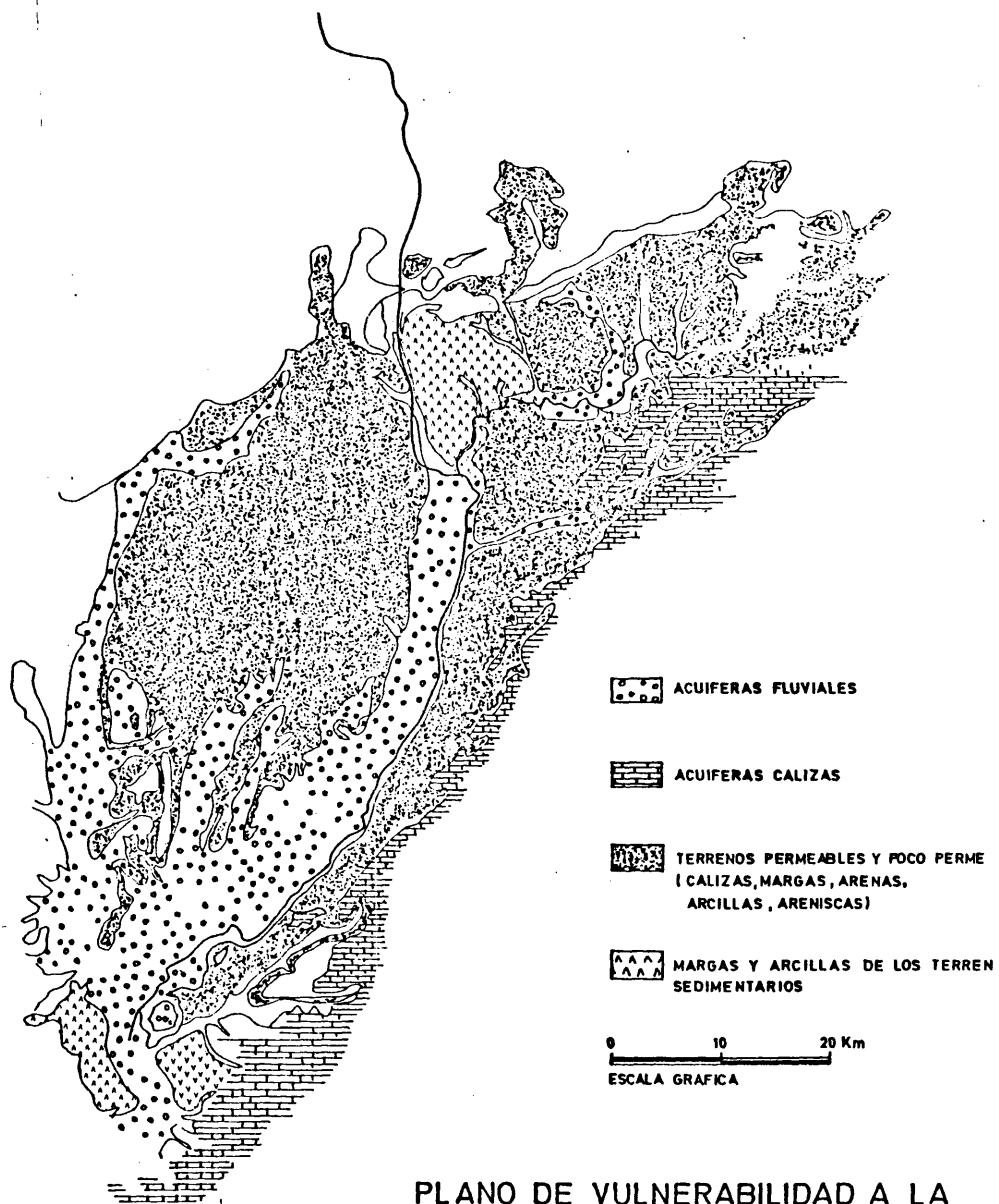 ACUIFERAS FLUVIALES
ACUIFERAS CALIZAS
TERRENOS PERMEABLES Y POCO PERME
(CALIZAS, MARGAS, ARENAS,
ARCILLAS, ARENISCAS)
MARGAS Y ARCILLAS DE LOS TERREN
SEDIMENTARIOS
0 10 20 Km
ESCALA GRAFICA
PLANO DE VULNERABILIDAD A LA